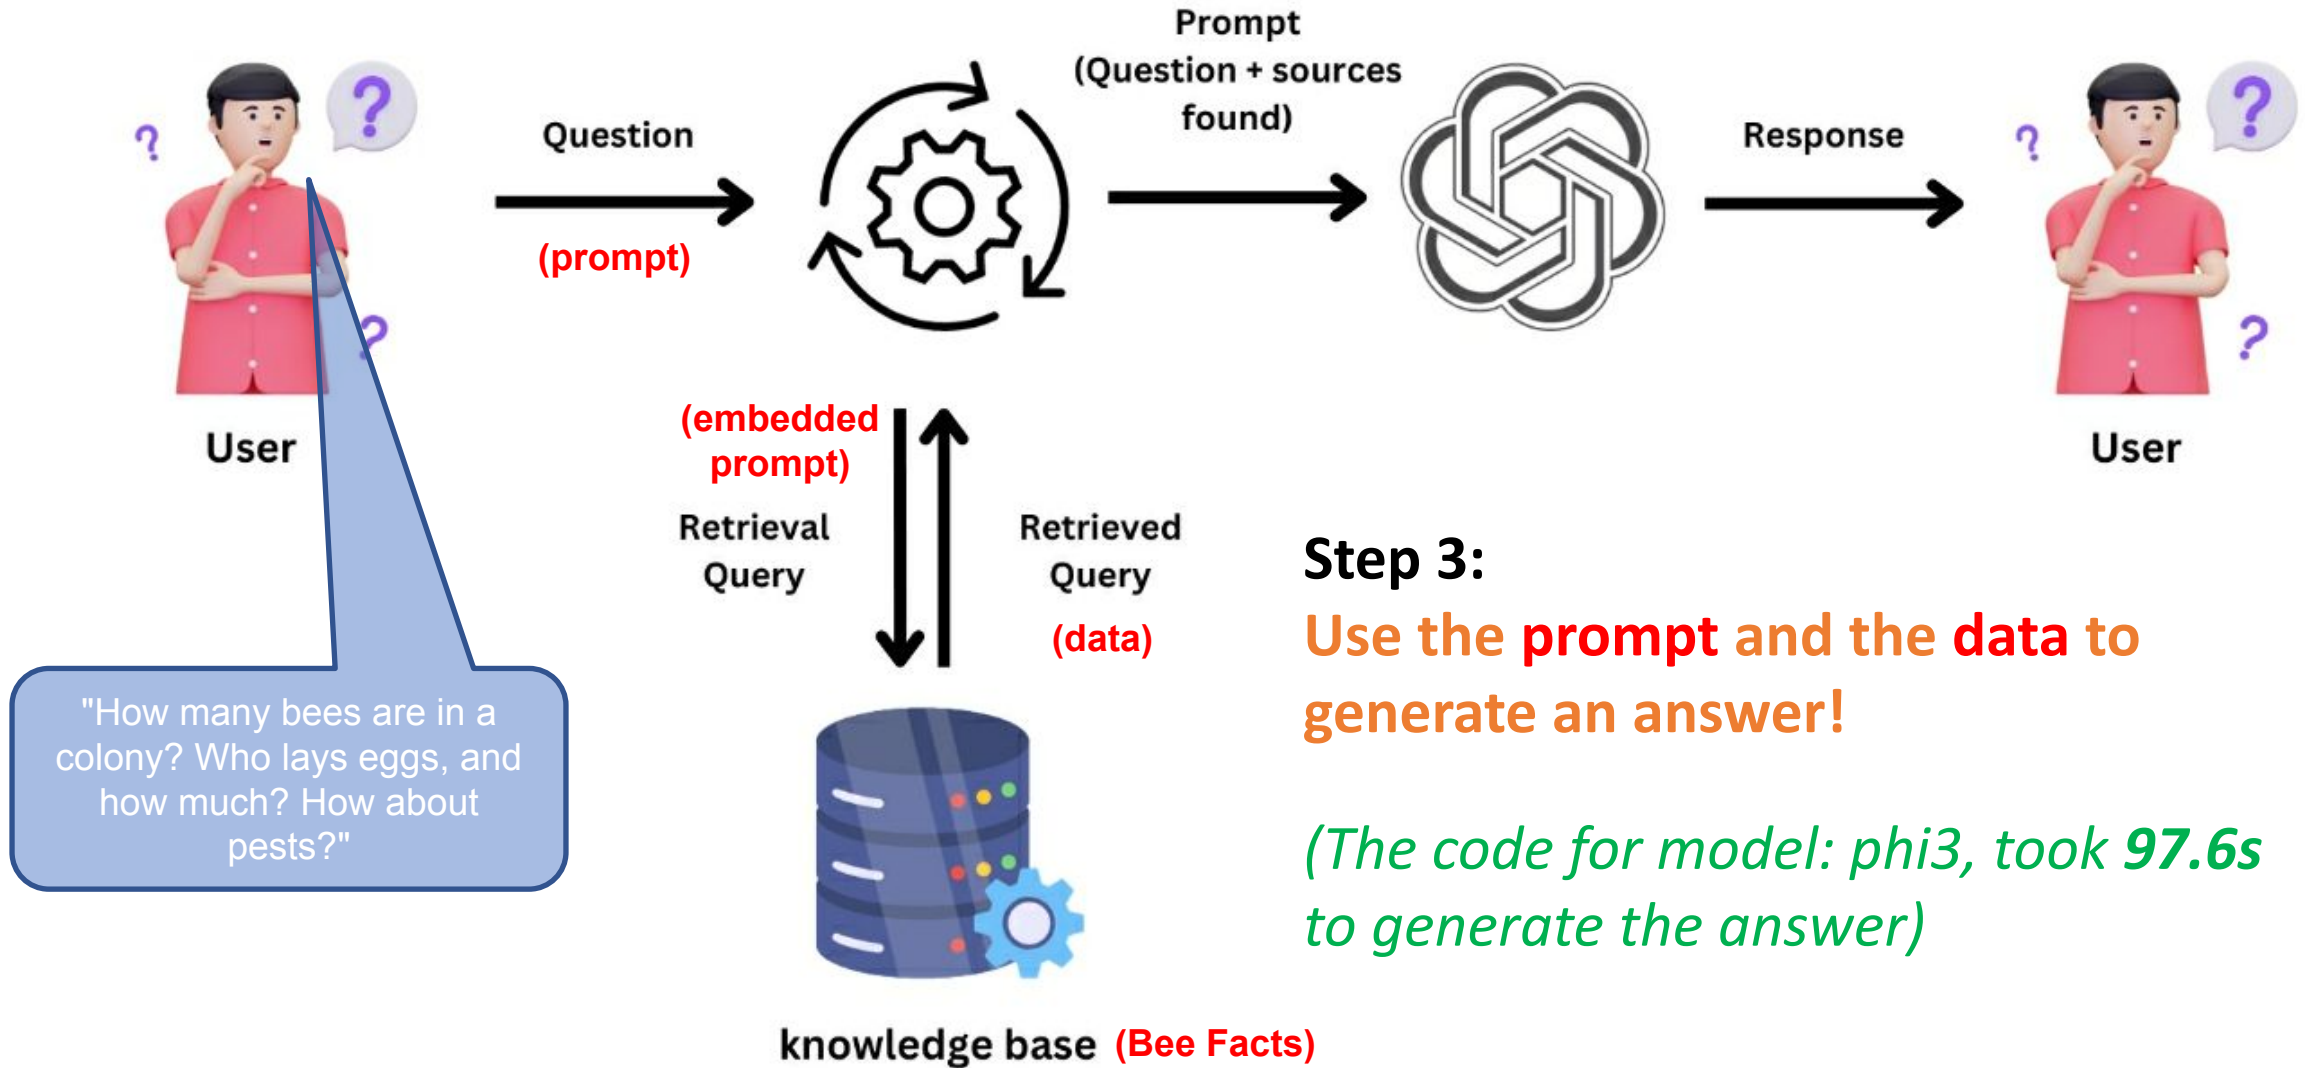 Prompt
(Question + sources
found)
Question
(prompt)
Response
User
User
(embedded
prompt)
Retrieval
Query
Retrieved
Query
(data)
"How many bees are in a
colony? Who lays eggs, and
how much? How about
pests?"
Step 3:
Use the prompt and the data to
generate an answer!
(The code for model: phi3, took 97.6s
to generate the answer)
knowledge base (Bee Facts)